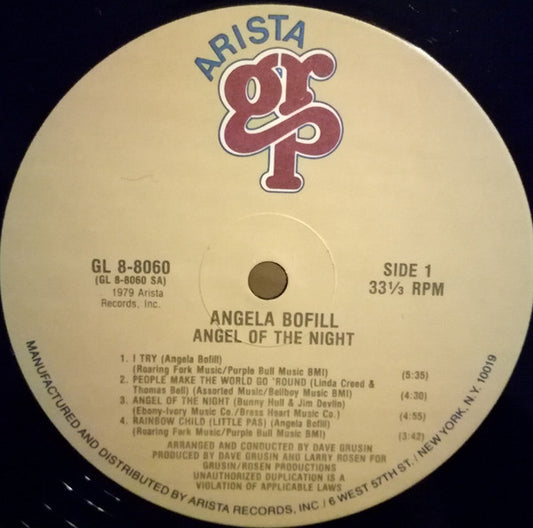 ARISTA
grp
GL 8-8060
(GL 8-8060 SA)
1979 Arista
Records, Inc.
SIDE 1
33⅓ RPM
ANGELA BOFILL
ANGEL OF THE NIGHT
1. I TRY (Angela Bofill)
(Roaring Fork Music/Purple Bull Music BMI) (5:35)
2. PEOPLE MAKE THE WORLD GO 'ROUND (Linda Creed &
Thomas Bell) (Assorted Music/Bellboy Music BMI) (4:30)
3. ANGEL OF THE NIGHT (Bunny Hull & Jim Devlin)
(Ebony-Ivory Music Co./Brass Heart Music Co.) (4:55)
4. RAINBOW CHILD (LITTLE PAS) (Angela Bofill)
(Roaring Fork Music/Purple Bull Music BMI) (3:42)
ARRANGED AND CONDUCTED BY DAVE GRUSIN
PRODUCED BY DAVE GRUSIN AND LARRY ROSEN FOR
GRUSIN/ROSEN PRODUCTIONS
UNAUTHORIZED DUPLICATION IS A
VIOLATION OF APPLICABLE LAWS
MANUFACTURED AND DISTRIBUTED BY ARISTA RECORDS, INC / 6 WEST 57TH ST. / NEW YORK, N.Y. 10019